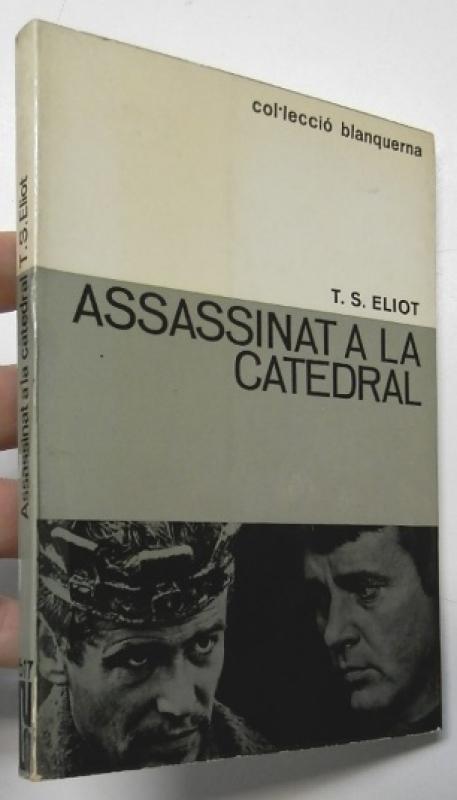 col·lecció blanquerna
T. S. ELIOT
ASSASSINAT A LA
CATEDRAL
Assassinat a la catedral T. S. Eliot